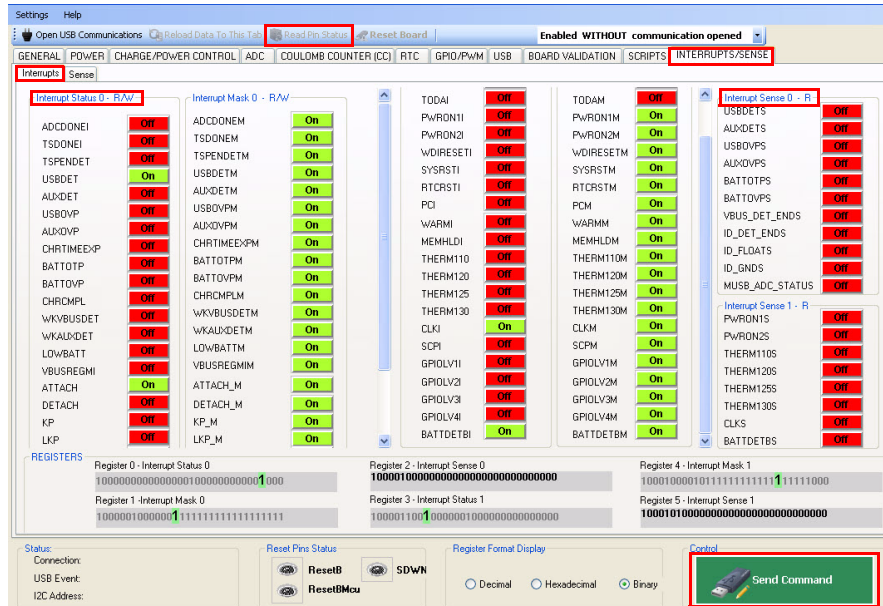 Settings Help
Open USB Communications Reload Data To This Tab Read Pin Status Reset Board Enabled WITHOUT communication opened
GENERAL POWER CHARGE/POWER CONTROL ADC COULOMB COUNTER (CC) RTC GPIO/PWM USB BOARD VALIDATION SCRIPTS INTERRUPTS/SENSE
Interrupts Sense
Interrupt Status 0 - R/W
ADCDONEI Off
TSDONEI Off
TSPENDET Off
USBDET On
AUXDET Off
USBOVP Off
AUXOVP Off
CHRTIMEEXP Off
BATTOTP Off
BATTOVP Off
CHRCMPL Off
WKVBUSDET Off
WKAUXDET Off
LOWBATT Off
VBUSREGMI Off
ATTACH On
DETACH Off
KP Off
LKP Off
Interrupt Mask 0 - R/W
ADCDONEM On
TSDONEM On
TSPENDETM On
USBDETM On
AUXDETM On
USBOVPM On
AUXOVPM On
CHRTIMEEXPM On
BATTOTPM On
BATTOVPM On
CHRCMPLM On
WKVBUSDETM On
WKAUXDETM On
LOWBATTM On
VBUSREGMIM On
ATTACH_M On
DETACH_M On
KP_M On
LKP_M On
TODAI Off
PWRON1I Off
PWRON2I Off
WDIRESETI Off
SYSRSTI Off
RTCRSTI Off
PCI Off
WARMI Off
MEMHLDI Off
THERM110 Off
THERM120 Off
THERM125 Off
THERM130 Off
CLKI On
SCPI Off
GPIOLV1I Off
GPIOLV2I Off
GPIOLV3I Off
GPIOLV4I Off
BATTDETBI On
TODAM Off
PWRON1M On
PWRON2M On
WDIRESETM On
SYSRSTM On
RTCRSTM On
PCM On
WARMM On
MEMHLDM On
THERM110M On
THERM120M On
THERM125M On
THERM130M On
CLKM On
SCPM On
GPIOLV1M On
GPIOLV2M On
GPIOLV3M On
GPIOLV4M On
BATTDETBM On
Interrupt Sense 0 - R
USBDETS Off
AUXDETS Off
USBOVPS Off
AUXOVPS Off
BATTOTPS Off
BATTOVPS Off
VBUS_DET_ENDS Off
ID_DET_ENDS Off
ID_FLOATS Off
ID_GNDS Off
MUSB_ADC_STATUS Off
Interrupt Sense 1 - R
PWRON1S Off
PWRON2S Off
THERM110S Off
THERM120S Off
THERM125S Off
THERM130S Off
CLKS Off
BATTDETBS Off
REGISTERS
Register 0 - Interrupt Status 0
Register 2 - Interrupt Sense 0
Register 4 - Interrupt Mask 1
Register 1 -Interrupt Mask 0
Register 3 - Interrupt Status 1
Register 5 - Interrupt Sense 1
Status:
Connection:
USB Event:
I2C Address:
Reset Pins Status
ResetB SDWN
ResetBMcu
Register Format Display
Decimal Hexadecimal Binary
Control
Send Command